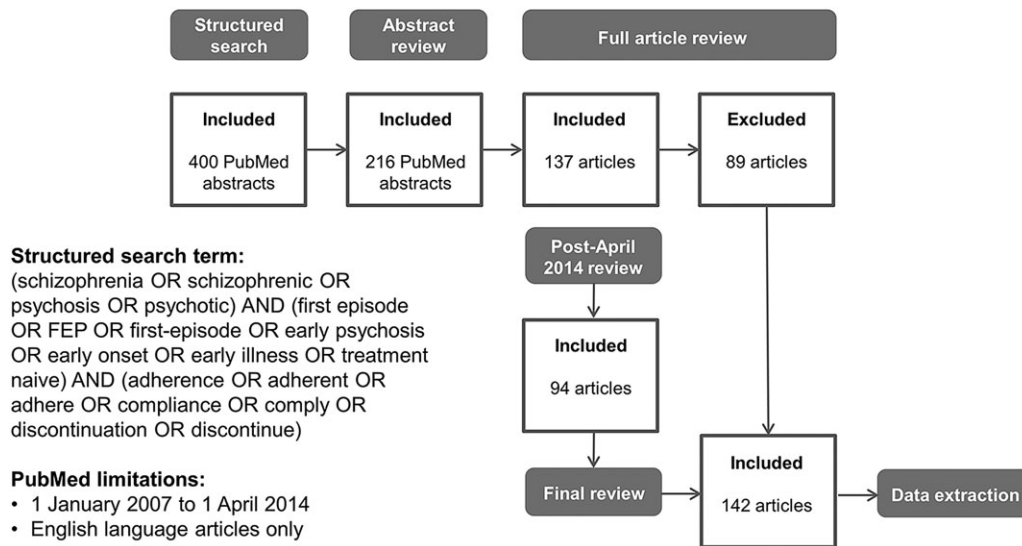 Structured
search
Abstract
review
Full article review
Included
400 PubMed
abstracts
Included
216 PubMed
abstracts
Included
137 articles
Excluded
89 articles
Structured search term:
(schizophrenia OR schizophrenic OR
psychosis OR psychotic) AND (first episode
OR FEP OR first-episode OR early psychosis
OR early onset OR early illness OR treatment
naive) AND (adherence OR adherent OR
adhere OR compliance OR comply OR
discontinuation OR discontinue)
PubMed limitations:
• 1 January 2007 to 1 April 2014
• English language articles only
Post-April
2014 review
Included
94 articles
Final review
Included
142 articles
Data extraction